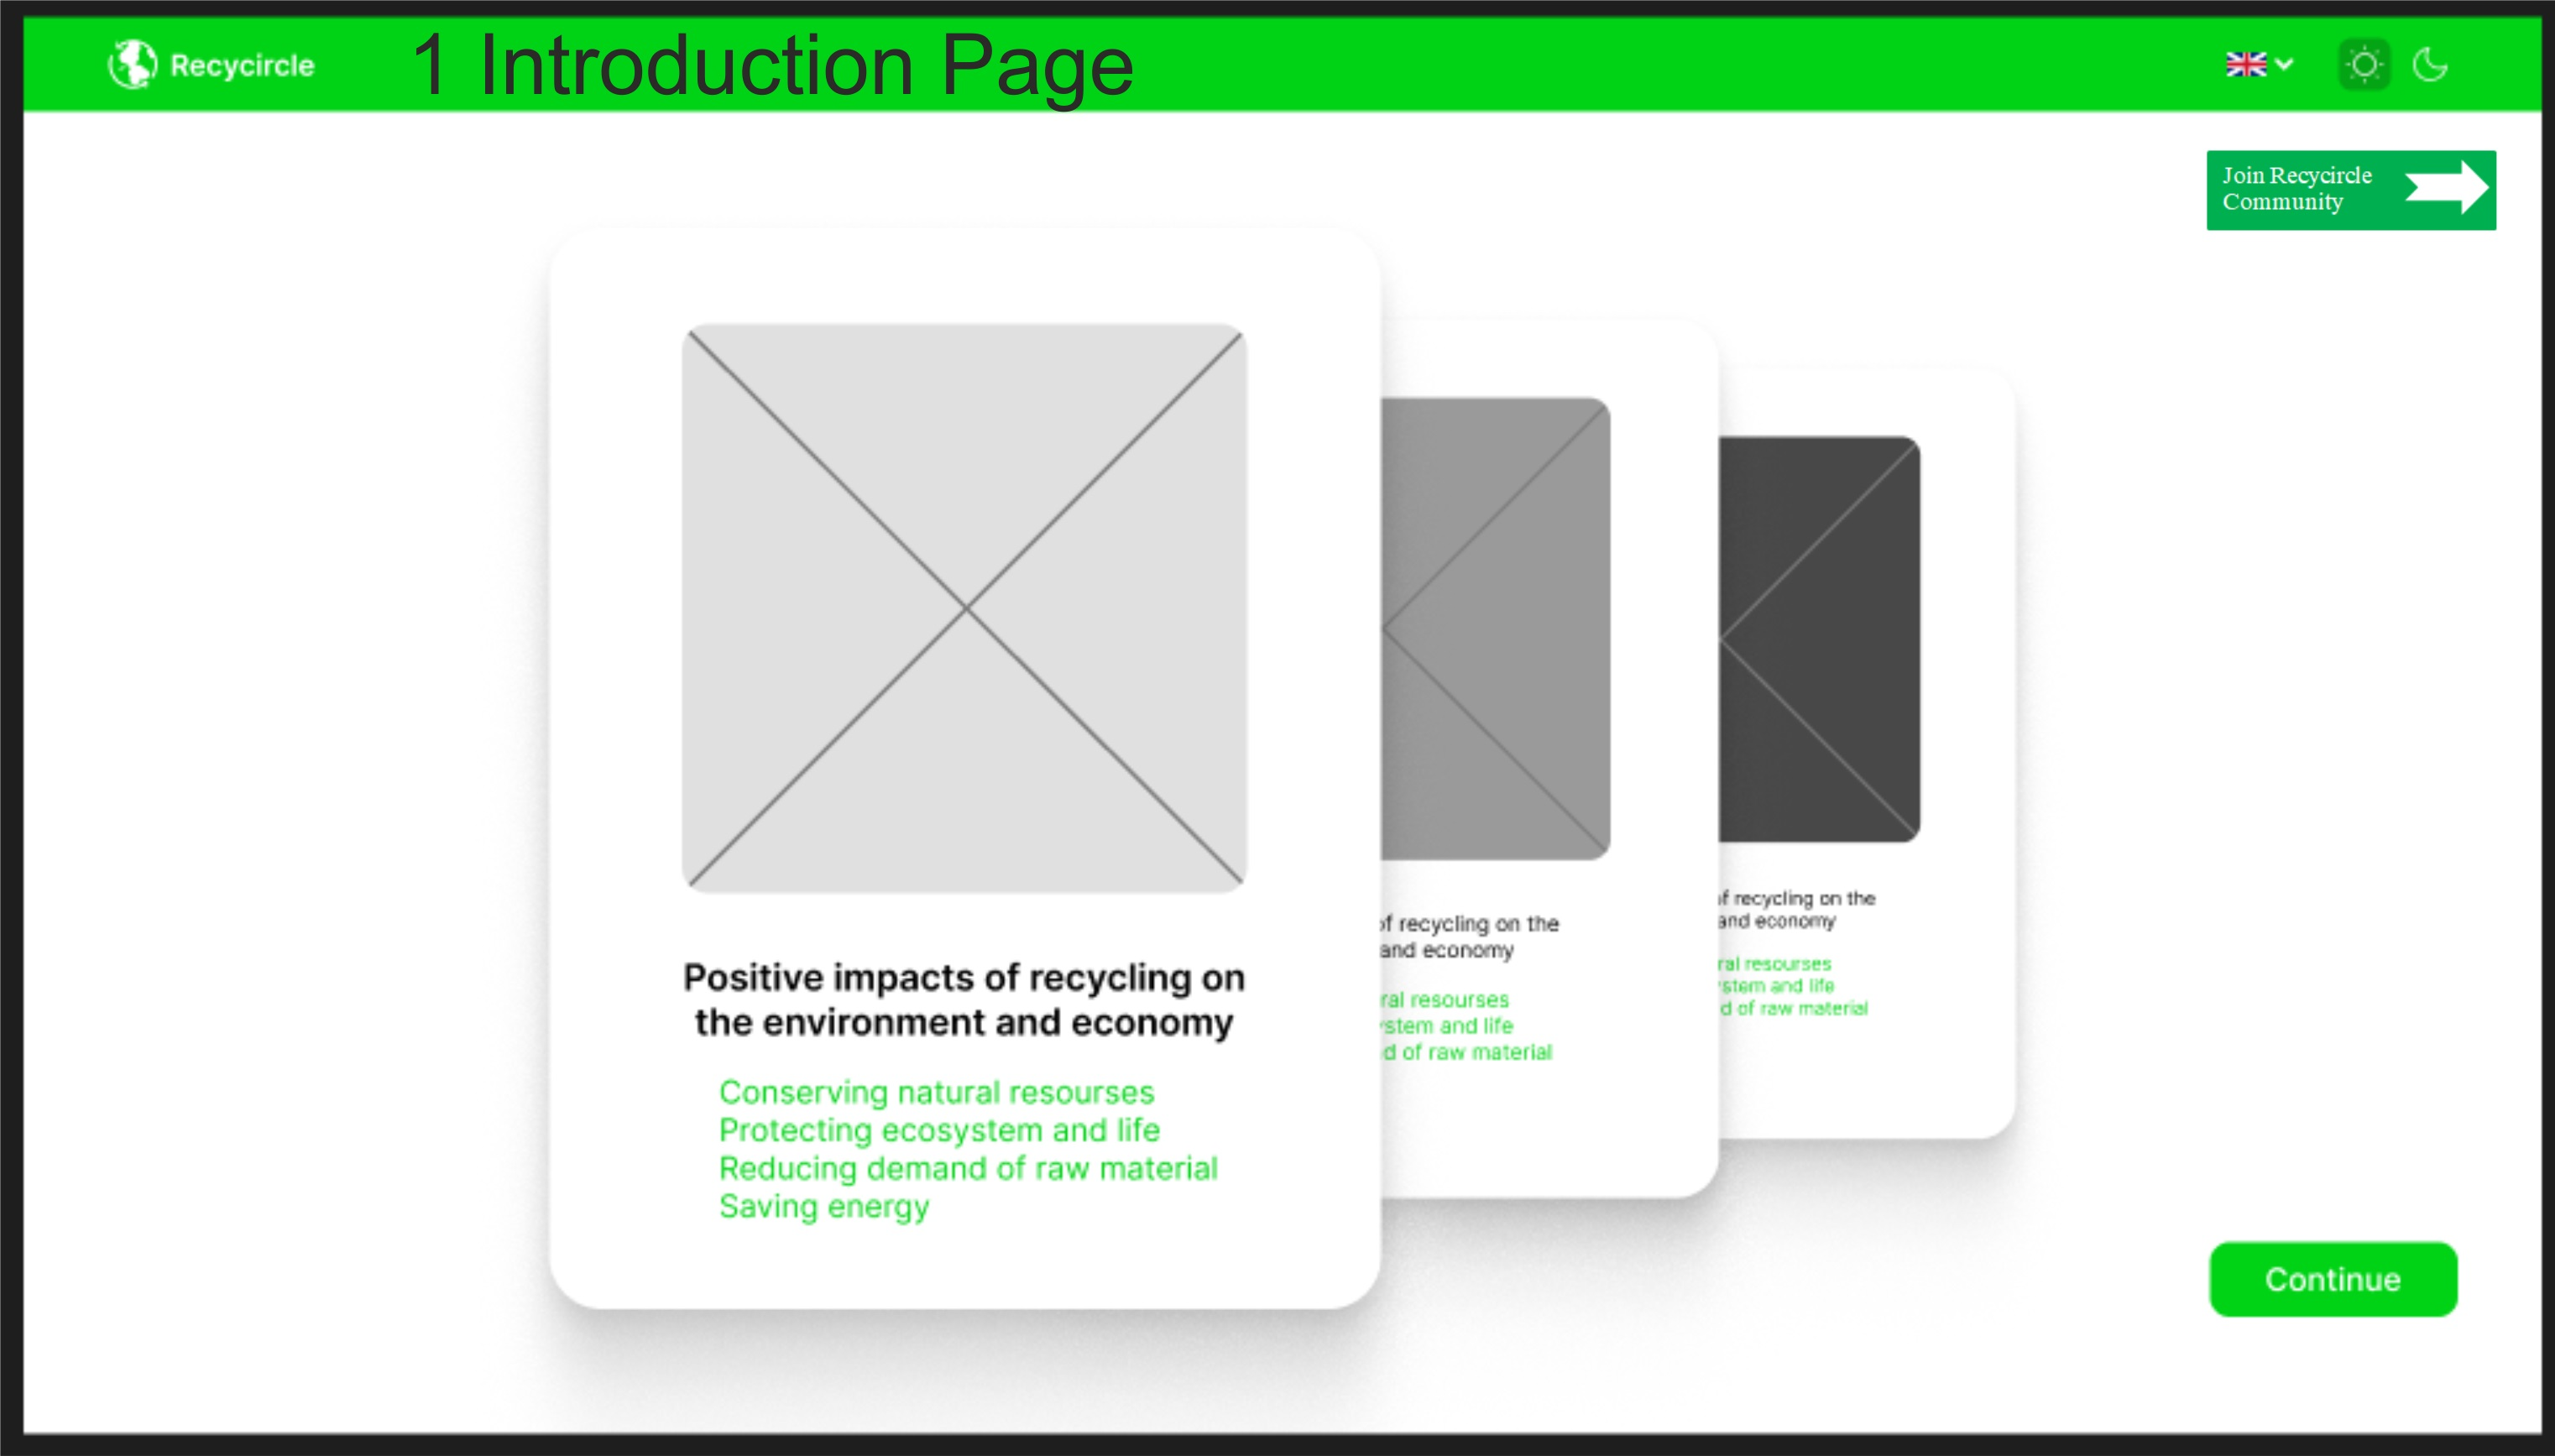 Recycircle
1 Introduction Page
Join Recycircle
Community
Positive impacts of recycling on
the environment and economy
Conserving natural resourses
Protecting ecosystem and life
Reducing demand of raw material
Saving energy
of recycling on the
and economy
ral resourses
stem and life
d of raw material
of recycling on the
and economy
ral resourses
stem and life
d of raw material
Continue